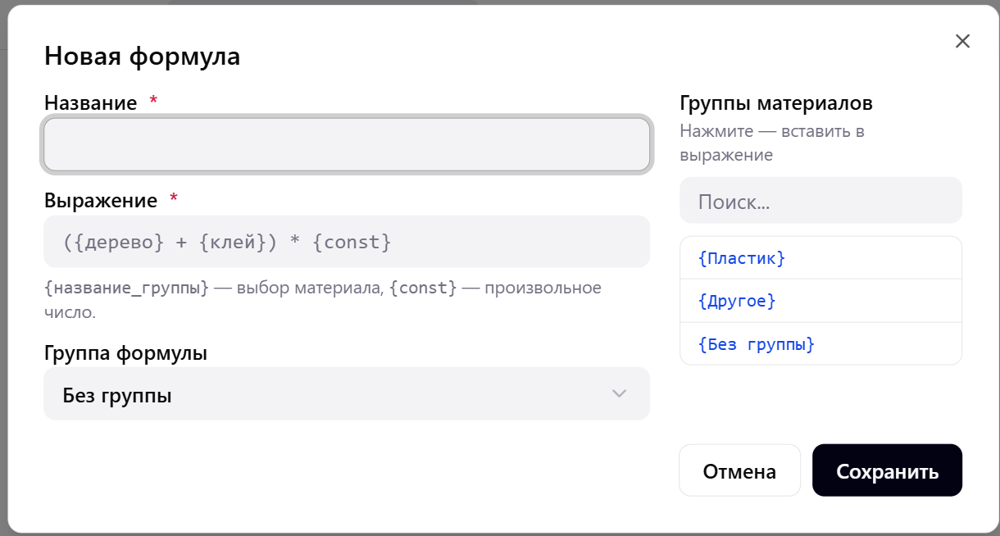 Новая формула
Название *
Выражение *
({дерево} + {клей}) * {const}
{название_группы} — выбор материала, {const} — произвольное
число.
Группа формулы
Без группы
Группы материалов
Нажмите — вставить в
выражение
Поиск...
{Пластик}
{Другое}
{Без группы}
Отмена
Сохранить